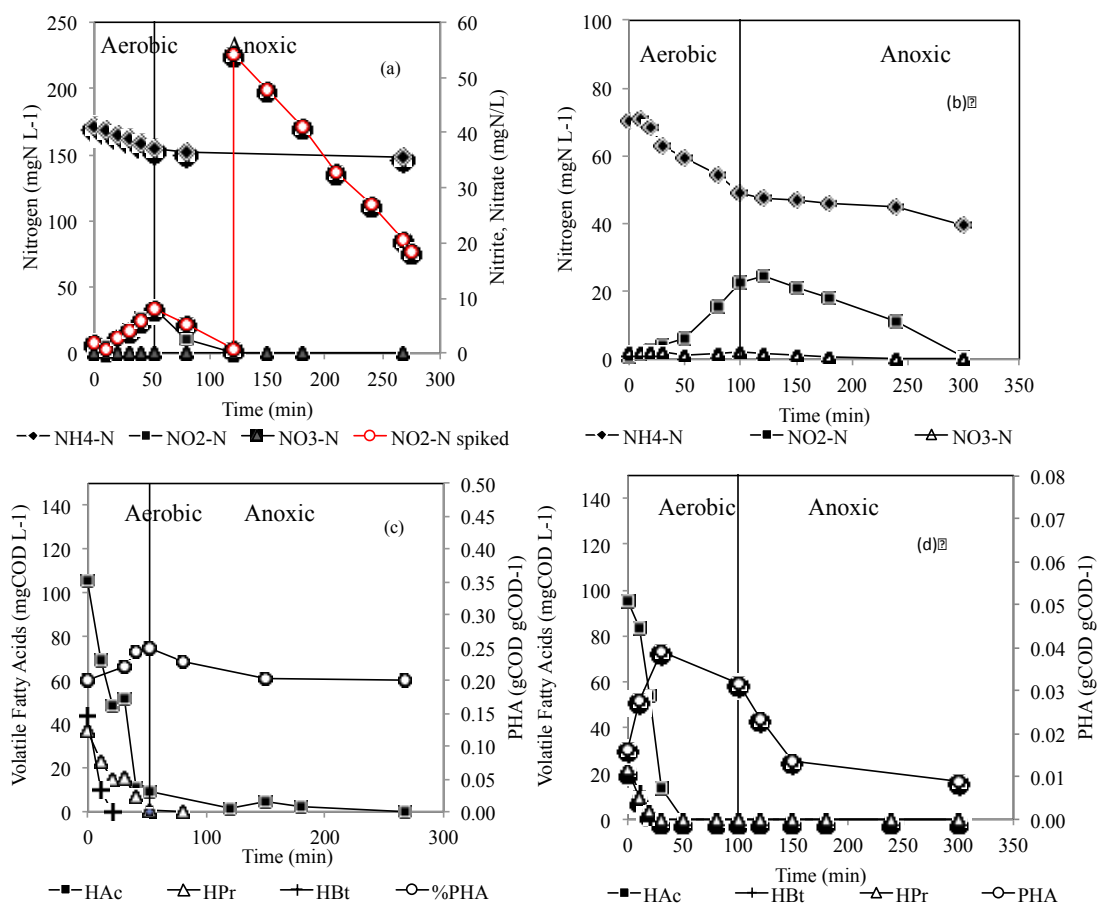 Aerobic Anoxic
(a)
Nitrogen (mgN L-1)
250
200
150
100
50
0
60
50
40
30
20
10
0
Nitrite, Nitrate (mgN/L)
0 50 100 150 200 250 300
Time (min)
NH4-N NO2-N NO3-N NO2-N spiked
Aerobic Anoxic
(b)
Nitrogen (mgN L-1)
100
80
60
40
20
0
0 50 100 150 200 250 300 350
Time (min)
NH4-N NO2-N NO3-N
Aerobic Anoxic
(c)
Volatile Fatty Acids (mgCOD L-1)
140
120
100
80
60
40
20
0
0.50
0.45
0.40
0.35
0.30
0.25
0.20
0.15
0.10
0.05
0.00
PHA (gCOD gCOD-1)
0 100 200 300
Time (min)
HAc HPr HBt %PHA
Aerobic Anoxic
(d)
Volatile Fatty Acids (mgCOD L-1)
140
120
100
80
60
40
20
0
0.08
0.07
0.06
0.05
0.04
0.03
0.02
0.01
0.00
PHA (gCOD gCOD-1)
0 50 100 150 200 250 300 350
Time (min)
HAc HBt HPr PHA